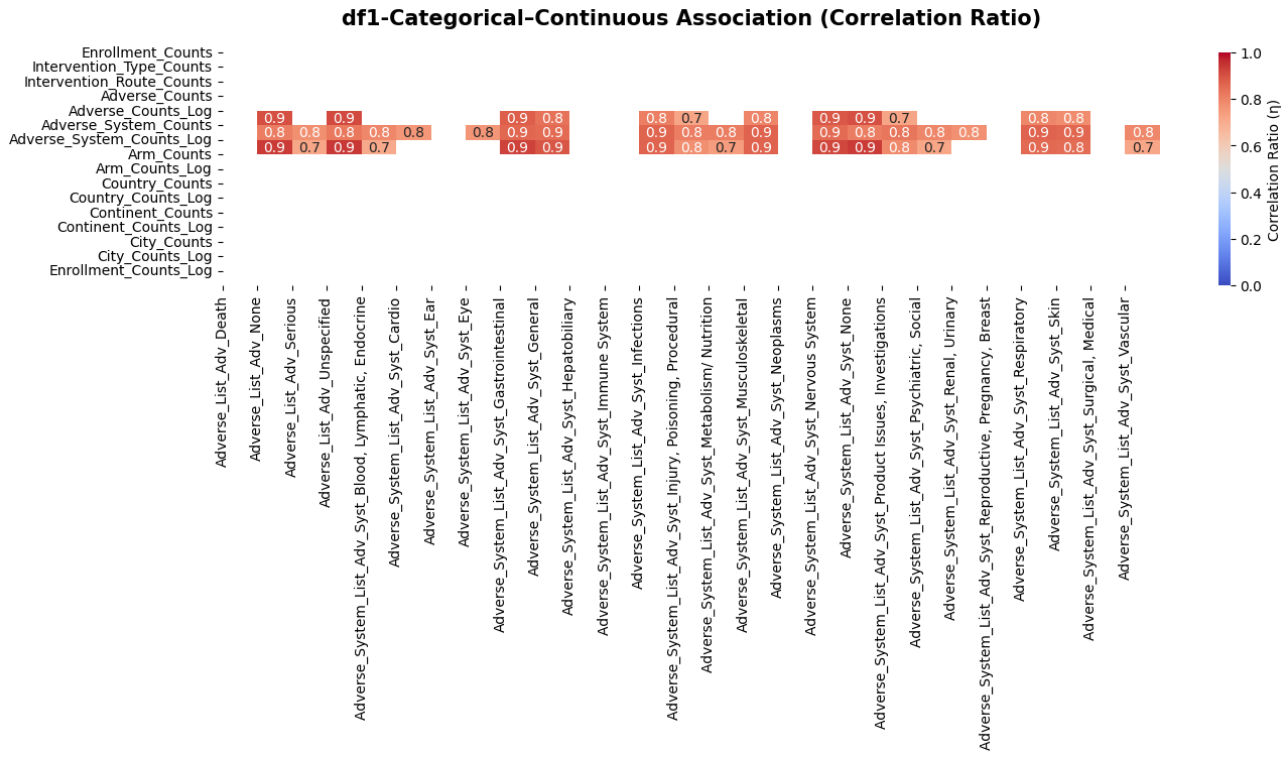 df1-Categorical–Continuous Association (Correlation Ratio)
Enrollment_Counts
Intervention_Type_Counts
Intervention_Route_Counts
Adverse_Counts
Adverse_Counts_Log
Adverse_System_Counts
Adverse_System_Counts_Log
Arm_Counts
Arm_Counts_Log
Country_Counts
Country_Counts_Log
Continent_Counts
Continent_Counts_Log
City_Counts
City_Counts_Log
Enrollment_Counts_Log
0.9 0.9 0.9 0.8 0.8 0.7 0.8 0.9 0.9 0.7 0.8 0.8
0.8 0.8 0.8 0.8 0.8 0.8 0.9 0.9 0.9 0.8 0.8 0.9 0.9 0.8 0.8 0.8 0.8 0.8 0.8 0.8
0.9 0.7 0.9 0.7 0.9 0.9 0.9 0.8 0.7 0.9 0.9 0.9 0.8 0.7 0.9 0.8 0.7
Adverse_List_Adv_Death
Adverse_List_Adv_None
Adverse_List_Adv_Serious
Adverse_List_Adv_Unspecified
Adverse_System_List_Adv_Syst_Blood, Lymphatic, Endocrine
Adverse_System_List_Adv_Syst_Cardio
Adverse_System_List_Adv_Syst_Ear
Adverse_System_List_Adv_Syst_Eye
Adverse_System_List_Adv_Syst_Gastrointestinal
Adverse_System_List_Adv_Syst_General
Adverse_System_List_Adv_Syst_Hepatobiliary
Adverse_System_List_Adv_Syst_Immune System
Adverse_System_List_Adv_Syst_Infections
Adverse_System_List_Adv_Syst_Injury, Poisoning, Procedural
Adverse_System_List_Adv_Syst_Metabolism/ Nutrition
Adverse_System_List_Adv_Syst_Musculoskeletal
Adverse_System_List_Adv_Syst_Neoplasms
Adverse_System_List_Adv_Syst_Nervous System
Adverse_System_List_Adv_Syst_None
Adverse_System_List_Adv_Syst_Product Issues, Investigations
Adverse_System_List_Adv_Syst_Psychiatric, Social
Adverse_System_List_Adv_Syst_Renal, Urinary
Adverse_System_List_Adv_Syst_Reproductive, Pregnancy, Breast
Adverse_System_List_Adv_Syst_Respiratory
Adverse_System_List_Adv_Syst_Skin
Adverse_System_List_Adv_Syst_Surgical, Medical
Adverse_System_List_Adv_Syst_Vascular
1.0
0.8
0.6
0.4
0.2
0.0
Correlation Ratio (η)